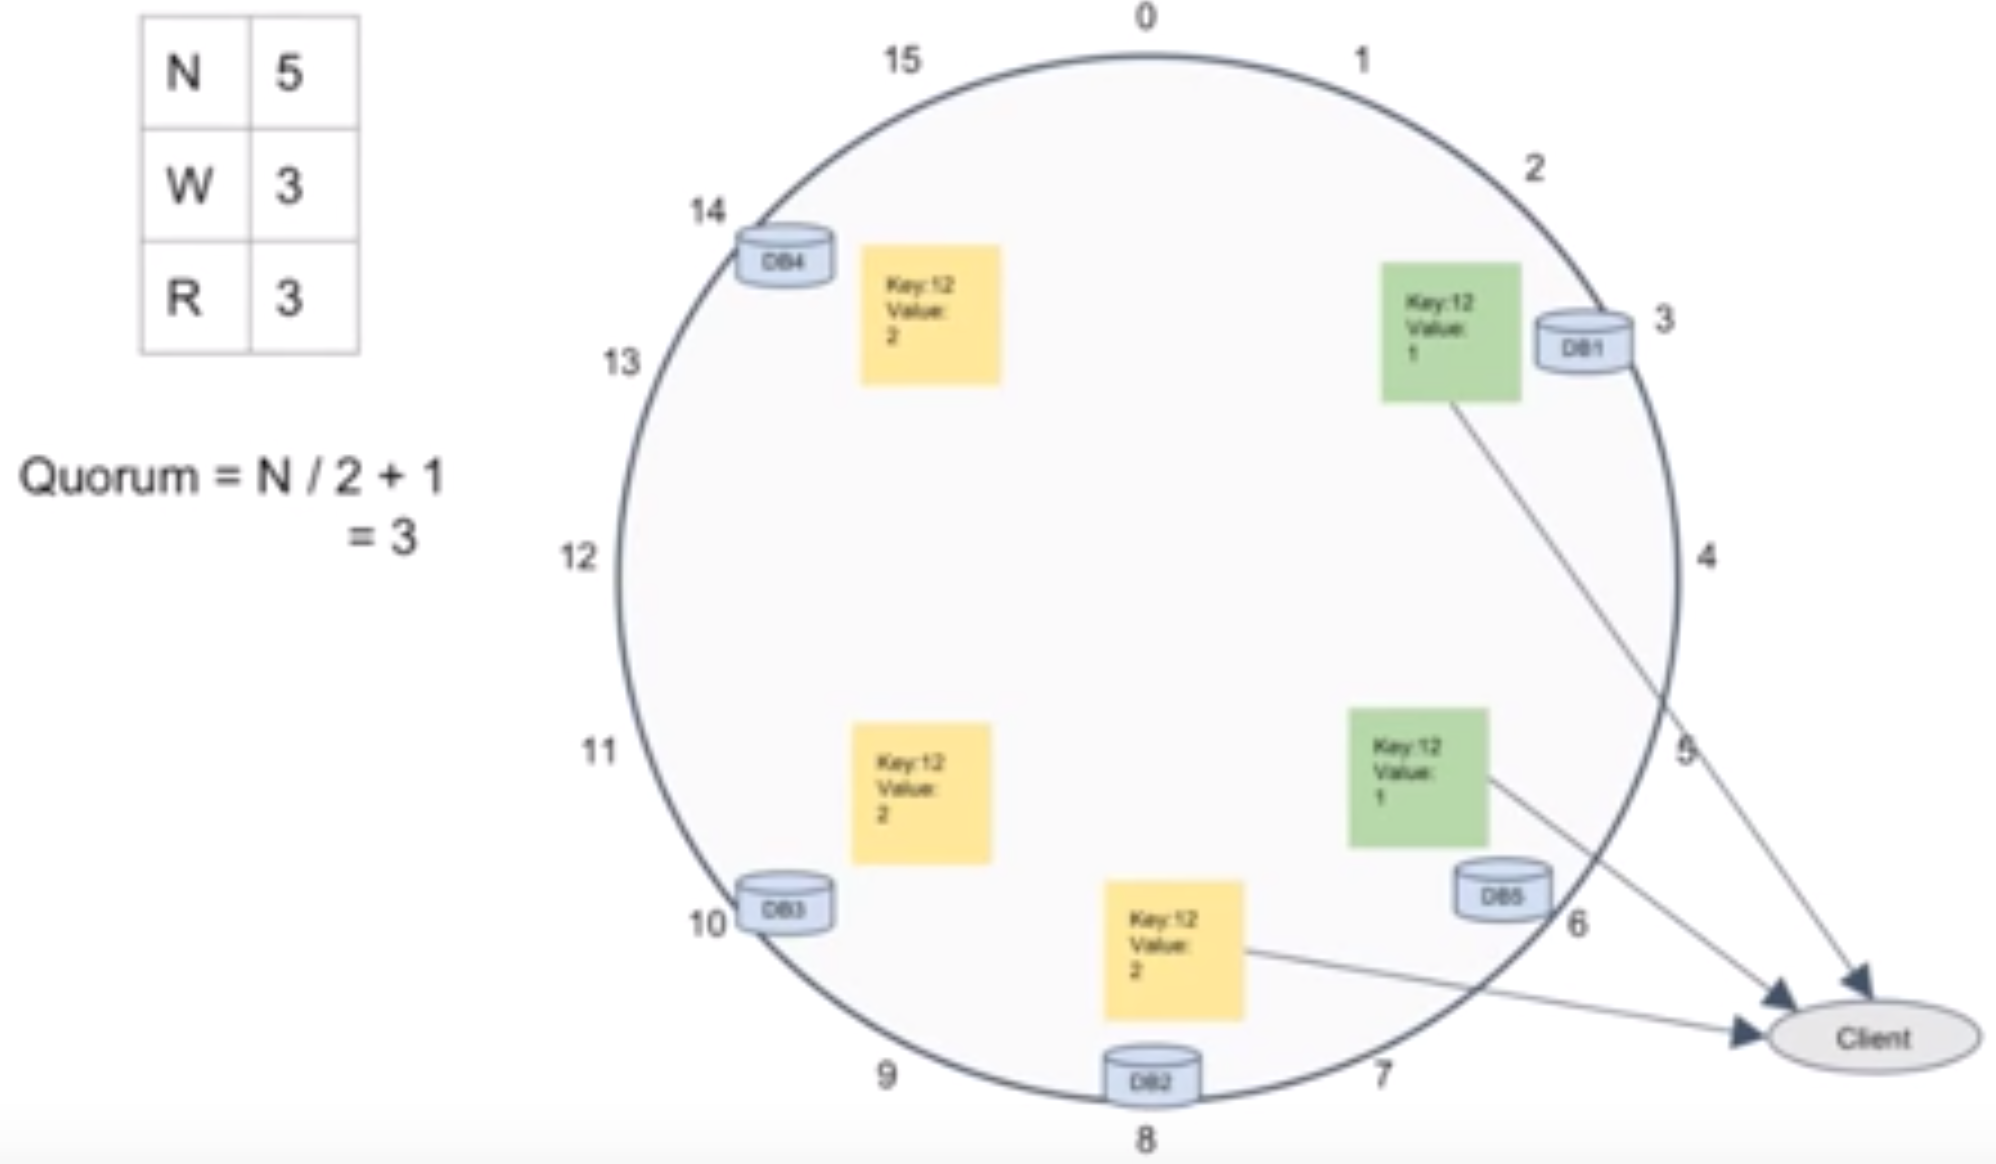 N 5
W 3
R 3
Quorum = N / 2 + 1
= 3
0
1
2
3
4
5
6
7
8
9
10
11
12
13
14
15
DB4
Key:12
Value:
2
Key:12
Value:
1
DB1
Key:12
Value:
2
DB3
Key:12
Value:
1
DB5
Key:12
Value:
2
DB2
Client